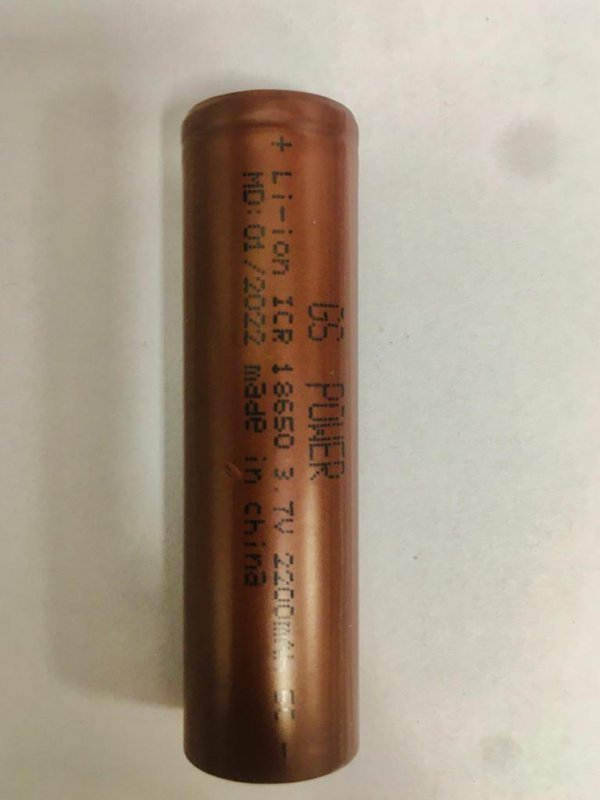 GS POWER
+ Li-ion ICR 18650 3.7V 2200mAh -
MD:01/2022 made in china